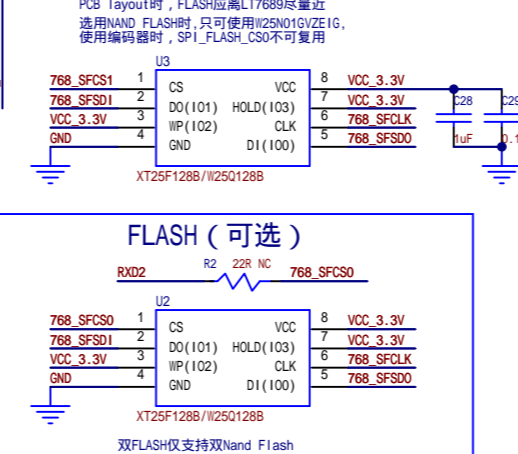 PCB layout时，FLASH应离LT7689尽量近
选用NAND FLASH时,只可使用W25N01GVZEIG,
使用编码器时，SPI_FLASH_CS0不可复用
U3
768_SFCS1 1 CS VCC 8 VCC_3.3V
768_SFSDI 2 DO(IO1) HOLD(IO3) 7 VCC_3.3V
VCC_3.3V 3 WP(IO2) CLK 6 768_SFCLK
GND 4 GND DI(IO0) 5 768_SFSDO
C28 C29
1uF
XT25F128B/W25Q128B
FLASH（可选）
RXD2 R2 22R NC 768_SFCS0
U2
768_SFCS0 1 CS VCC 8 VCC_3.3V
768_SFSDI 2 DO(IO1) HOLD(IO3) 7 VCC_3.3V
VCC_3.3V 3 WP(IO2) CLK 6 768_SFCLK
GND 4 GND DI(IO0) 5 768_SFSDO
XT25F128B/W25Q128B
双FLASH仅支持双Nand Flash